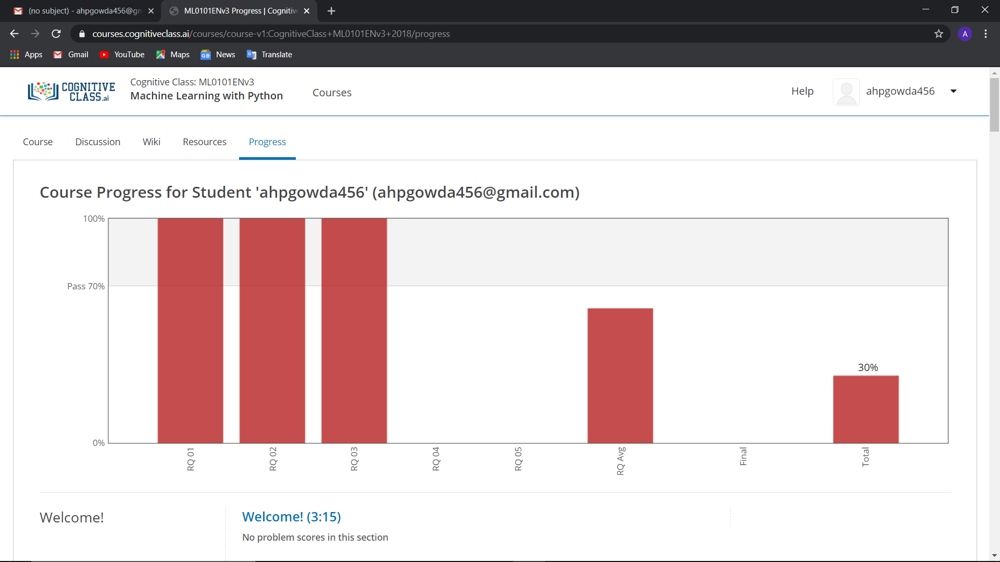 (no subject) - ahpgowda456@gm
ML0101ENv3 Progress | Cognitive
courses.cognitiveclass.ai/courses/course-v1:CognitiveClass+ML0101ENv3+2018/progress
A
Apps
Gmail
YouTube
Maps
News
Translate
COGNITIVE
CLASS.ai
Cognitive Class: ML0101ENv3
Machine Learning with Python
Courses
Help
ahpgowda456
Course
Discussion
Wiki
Resources
Progress
Course Progress for Student 'ahpgowda456' (ahpgowda456@gmail.com)
100%
Pass 70%
0%
30%
RQ 01
RQ 02
RQ 03
RQ 04
RQ 05
RQ Avg
Final
Total
Welcome!
Welcome! (3:15)
No problem scores in this section